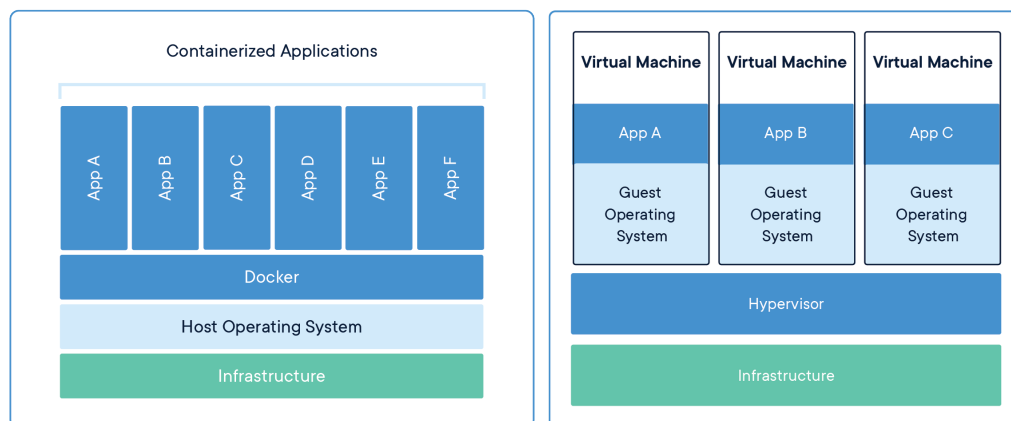 Containerized Applications
App A
App B
App C
App D
App E
App F
Docker
Host Operating System
Infrastructure
Virtual Machine
App A
Guest
Operating
System
Virtual Machine
App B
Guest
Operating
System
Virtual Machine
App C
Guest
Operating
System
Hypervisor
Infrastructure